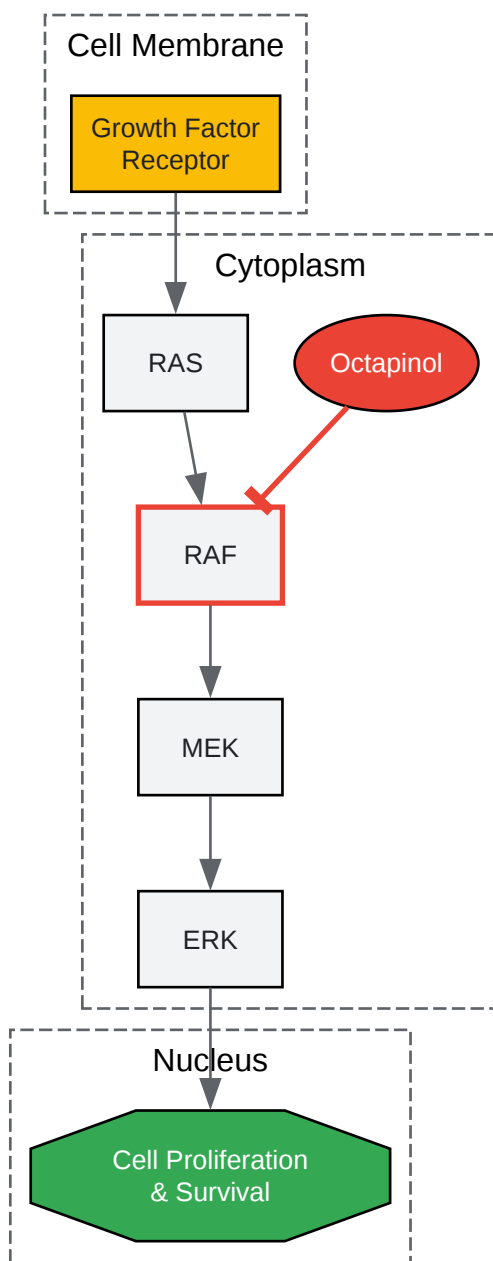 Cell Membrane
Growth Factor
Receptor
Cytoplasm
RAS
Octapinol
RAF
MEK
ERK
Nucleus
Cell Proliferation
& Survival